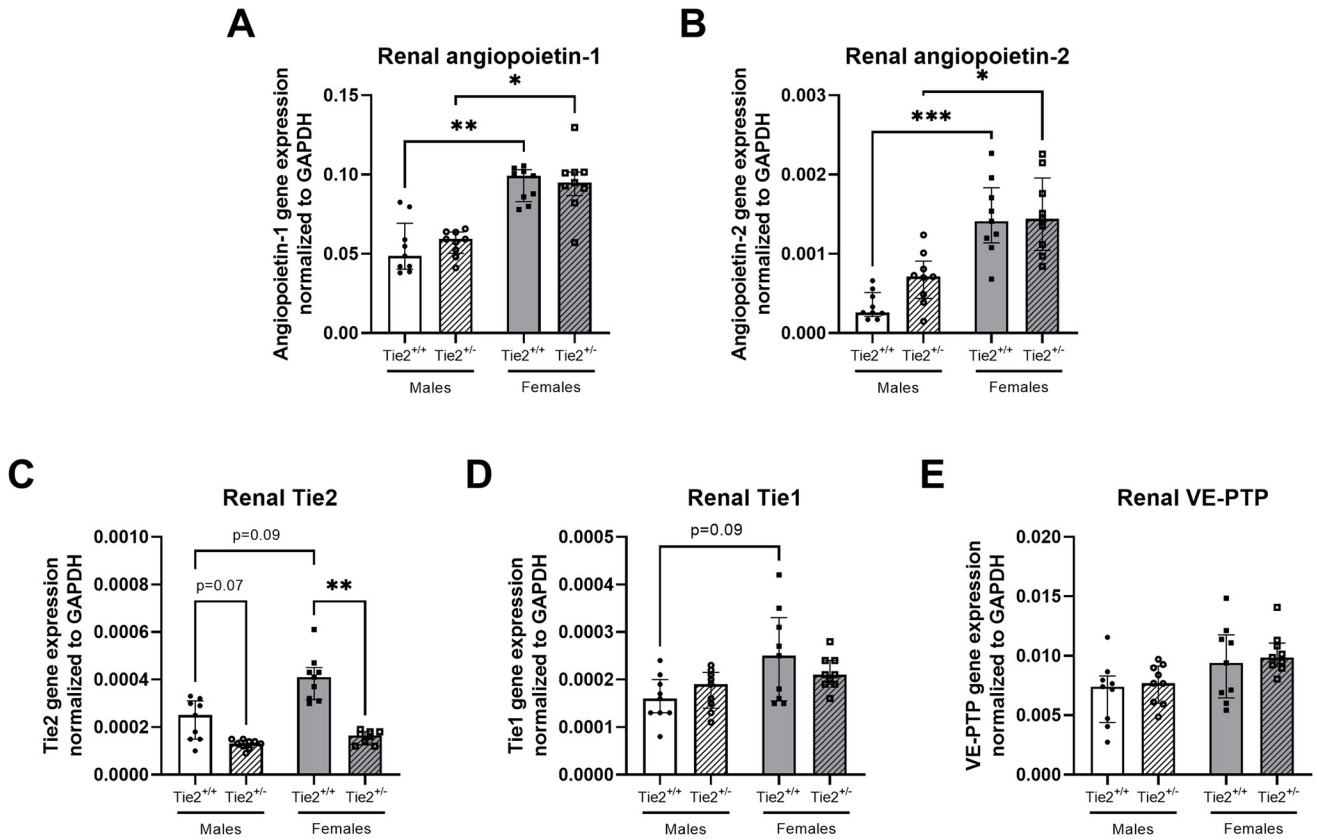 A
Renal angiopoietin-1
Angiopoietin-1 gene expression
normalized to GAPDH
0.15
0.10
0.05
0.00
*
**
Tie2+/+ Tie2+/- Tie2+/+ Tie2+/-
Males Females
B
Renal angiopoietin-2
Angiopoietin-2 gene expression
normalized to GAPDH
0.003
0.002
0.001
0.000
*
***
Tie2+/+ Tie2+/- Tie2+/+ Tie2+/-
Males Females
C
Renal Tie2
Tie2 gene expression
normalized to GAPDH
0.0010
0.0008
0.0006
0.0004
0.0002
0.0000
p=0.09
p=0.07
**
Tie2+/+ Tie2+/- Tie2+/+ Tie2+/-
Males Females
D
Renal Tie1
Tie1 gene expression
normalized to GAPDH
0.0005
0.0004
0.0003
0.0002
0.0001
0.0000
p=0.09
Tie2+/+ Tie2+/- Tie2+/+ Tie2+/-
Males Females
E
Renal VE-PTP
VE-PTP gene expression
normalized to GAPDH
0.020
0.015
0.010
0.005
0.000
Tie2+/+ Tie2+/- Tie2+/+ Tie2+/-
Males Females